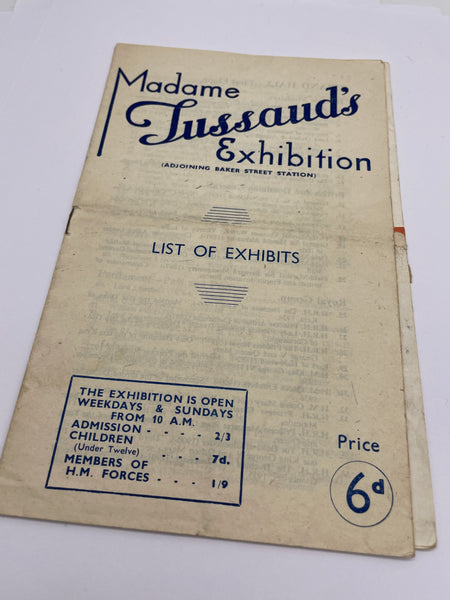 Madame
Tussaud's
Exhibition
(ADJOINING BAKER STREET STATION)
LIST OF EXHIBITS
THE EXHIBITION IS OPEN
WEEKDAYS & SUNDAYS
FROM 10 A.M.
ADMISSION - - - - 2/3
CHILDREN
(Under Twelve) - - - 7d.
MEMBERS OF
H.M. FORCES - - - 1/9
Price
6d